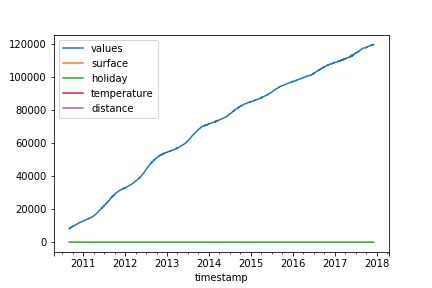 values
surface
holiday
temperature
distance
120000
100000
80000
60000
40000
20000
0
2011 2012 2013 2014 2015 2016 2017 2018
timestamp